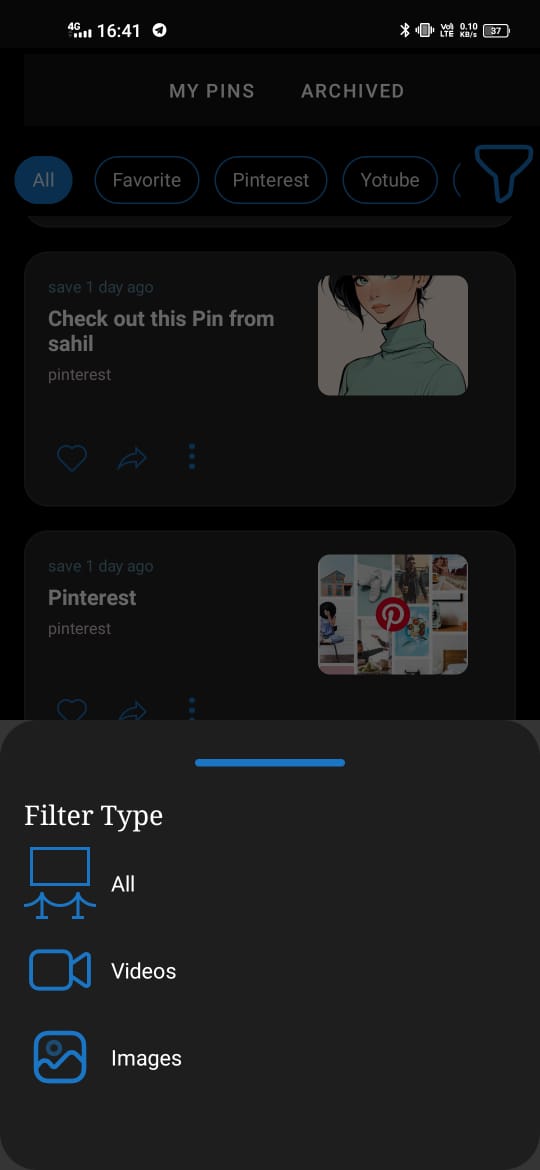 4G 16:41 Vo) LTE 0.10 KB/s 37
MY PINS ARCHIVED
All Favorite Pinterest Yotube
save 1 day ago
Check out this Pin from
sahil
pinterest
save 1 day ago
Pinterest
pinterest
Filter Type
All
Videos
Images